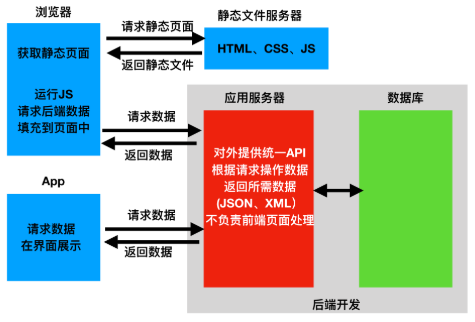 浏览器
获取静态页面
运行JS
请求后端数据
填充到页面中
请求静态页面
返回静态文件
静态文件服务器
HTML、CSS、JS
请求数据
返回数据
应用服务器
对外提供统一API
根据请求操作数据
返回所需数据
(JSON、XML）
不负责前端页面处理
数据库
App
请求数据
在界面展示
请求数据
返回数据
后端开发